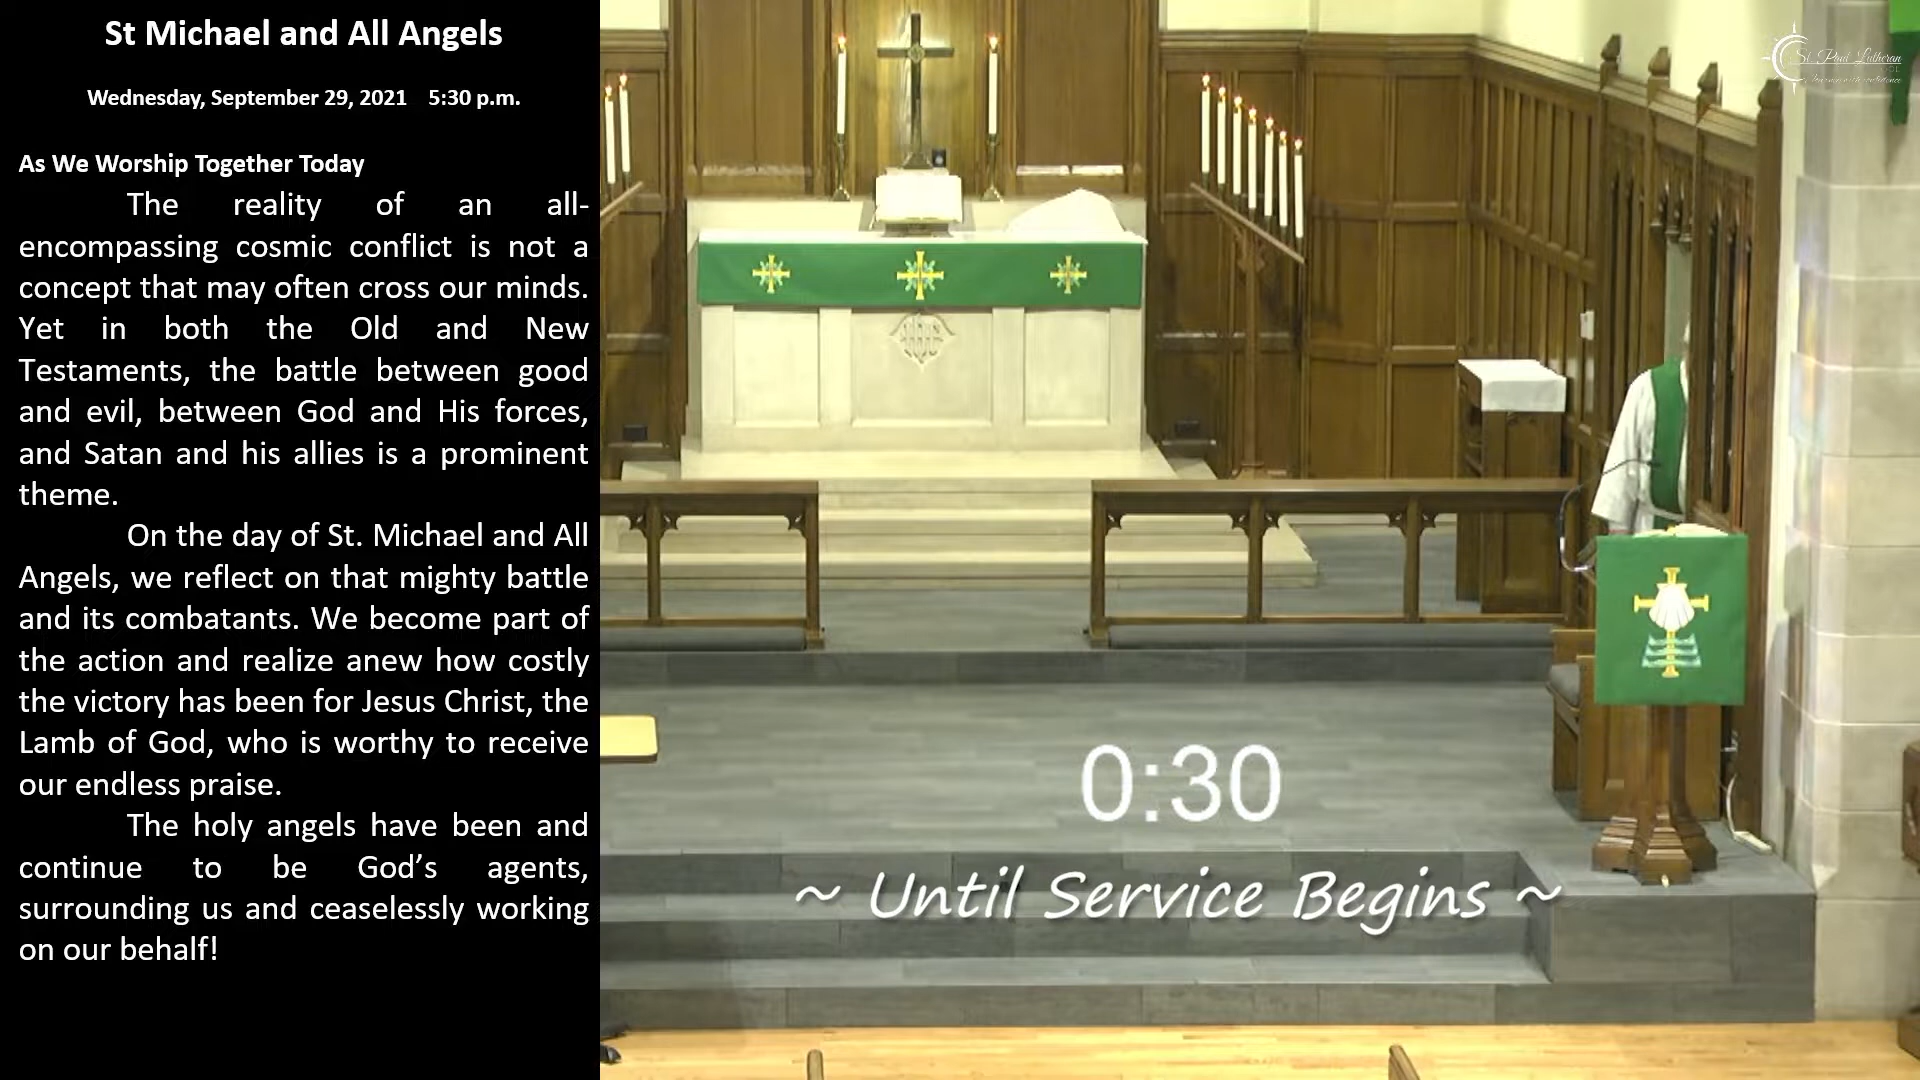 St Michael and All Angels
Wednesday, September 29, 2021 5:30 p.m.
As We Worship Together Today
The reality of an all-
encompassing cosmic conflict is not a
concept that may often cross our minds.
Yet in both the Old and New
Testaments, the battle between good
and evil, between God and His forces,
and Satan and his allies is a prominent
theme.
On the day of St. Michael and All
Angels, we reflect on that mighty battle
and its combatants. We become part of
the action and realize anew how costly
the victory has been for Jesus Christ, the
Lamb of God, who is worthy to receive
our endless praise.
The holy angels have been and
continue to be God’s agents,
surrounding us and ceaselessly working
on our behalf!
St. Paul Lutheran
IHS
0:30
~ Until Service Begins ~